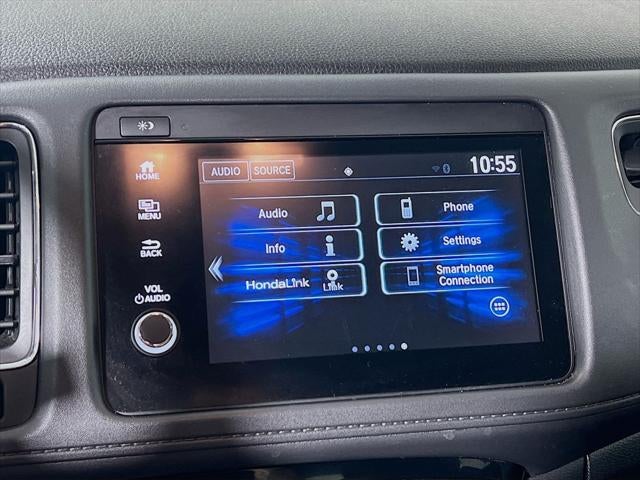 HOME
MENU
BACK
VOL
AUDIO
AUDIO SOURCE
10:55
Audio
Phone
Info
Settings
HondaLink
Link
Smartphone
Connection